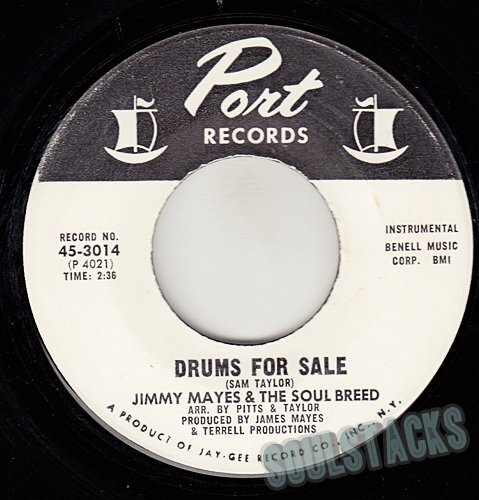 Port
RECORDS
RECORD NO.
45-3014
(P 4021)
TIME: 2:36
INSTRUMENTAL
BENELL MUSIC
CORP. BMI
DRUMS FOR SALE
(SAM TAYLOR)
JIMMY MAYES & THE SOUL BREED
ARR. BY PITTS & TAYLOR
PRODUCED BY JAMES MAYES
& TERRELL PRODUCTIONS
A PRODUCT OF JAY-GEE RECORD CO., INC., N.Y.
SOULSTACKS